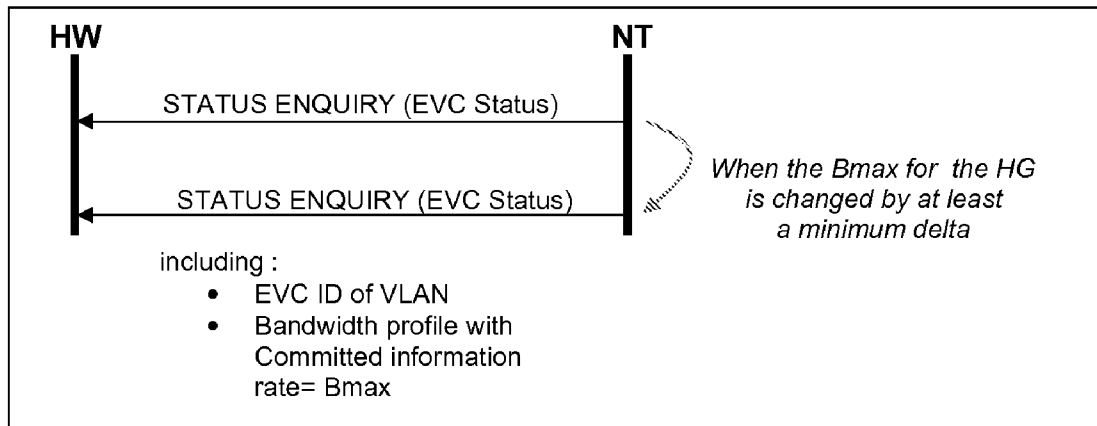 HW NT
STATUS ENQUIRY (EVC Status)
When the Bmax for the HG
is changed by at least
a minimum delta
STATUS ENQUIRY (EVC Status)
including :
• EVC ID of VLAN
• Bandwidth profile with
Committed information
rate= Bmax